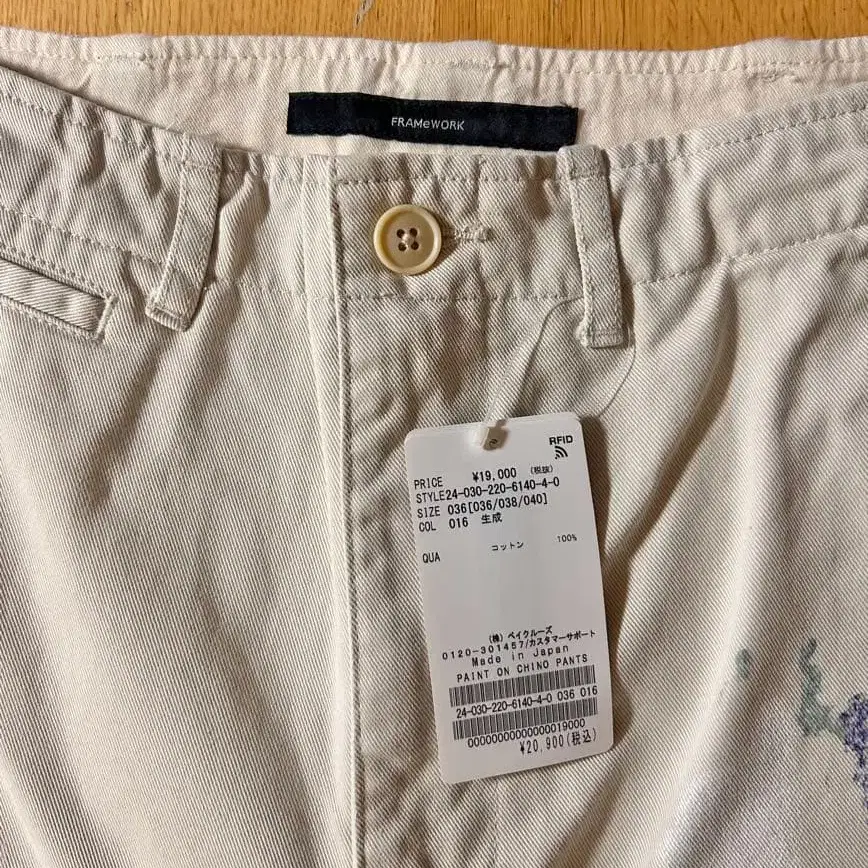 FRAMeWORK
RFID
PRICE ¥19,000 (税抜)
STYLE24-030-220-6140-4-0
SIZE 036[036/038/040]
COL 016 生成
QUA コットン 100%
(株) ベイクルーズ
0120-301457/カスタマーサポート
Made in Japan
PAINT ON CHINO PANTS
24-030-220-6140-4-0 036 016
00000000000000019000
¥20,900(税込)